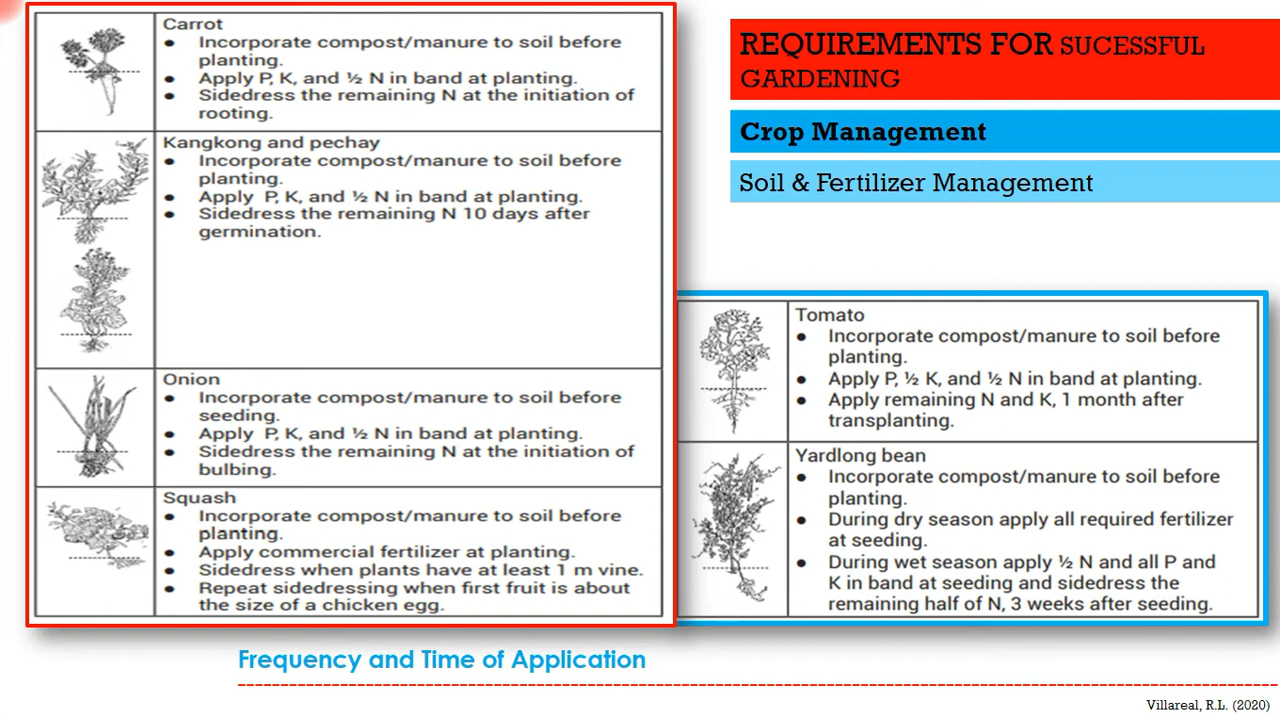 Carrot
● Incorporate compost/manure to soil before
planting.
● Apply P, K, and ½ N in band at planting.
● Sidedress the remaining N at the initiation of
rooting.
Kangkong and pechay
● Incorporate compost/manure to soil before
planting.
● Apply P, K, and ½ N in band at planting.
● Sidedress the remaining N 10 days after
germination.
Onion
● Incorporate compost/manure to soil before
seeding.
● Apply P, K, and ½ N in band at planting.
● Sidedress the remaining N at the initiation of
bulbing.
Squash
● Incorporate compost/manure to soil before
planting.
● Apply commercial fertilizer at planting.
● Sidedress when plants have at least 1 m vine.
● Repeat sidedressing when first fruit is about
the size of a chicken egg.
REQUIREMENTS FOR SUCESSFUL
GARDENING
Crop Management
Soil & Fertilizer Management
Tomato
● Incorporate compost/manure to soil before
planting.
● Apply P, ½ K, and ½ N in band at planting.
● Apply remaining N and K, 1 month after
transplanting.
Yardlong bean
● Incorporate compost/manure to soil before
planting.
● During dry season apply all required fertilizer
at seeding.
● During wet season apply ½ N and all P and
K in band at seeding and sidedress the
remaining half of N, 3 weeks after seeding.
Frequency and Time of Application
Villareal, R.L. (2020)